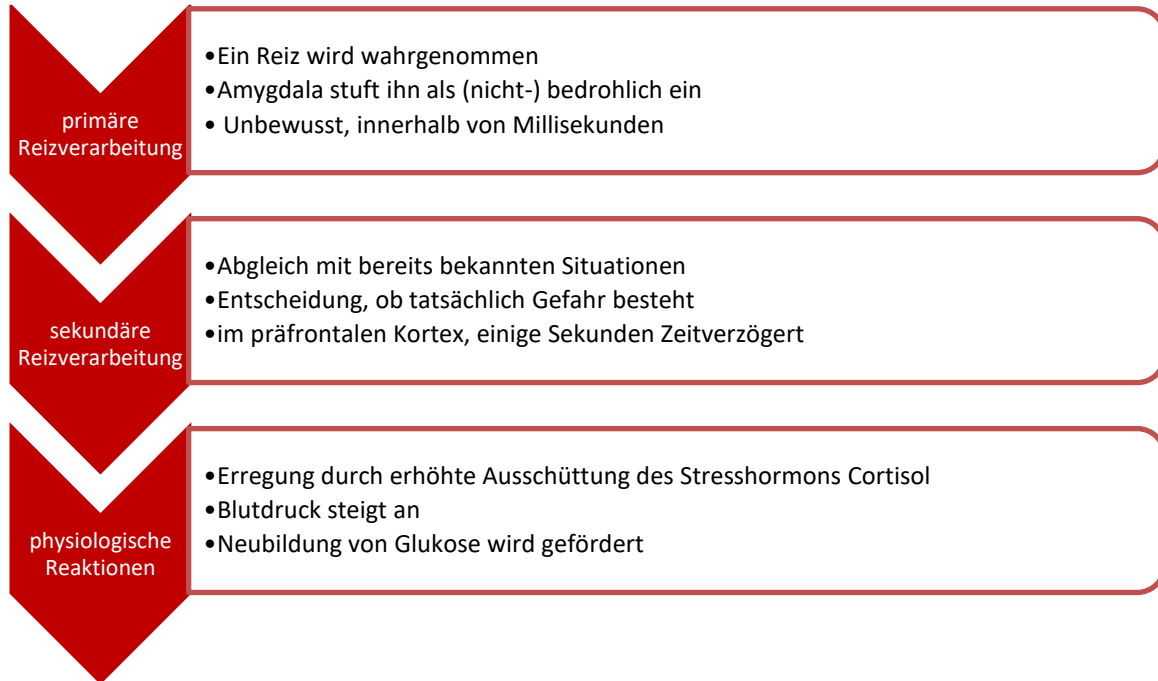 primäre
Reizverarbeitung
•Ein Reiz wird wahrgenommen
•Amygdala stuft ihn als (nicht-) bedrohlich ein
• Unbewusst, innerhalb von Millisekunden
sekundäre
Reizverarbeitung
•Abgleich mit bereits bekannten Situationen
•Entscheidung, ob tatsächlich Gefahr besteht
•im präfrontalen Kortex, einige Sekunden Zeitverzögert
physiologische
Reaktionen
•Erregung durch erhöhte Ausschüttung des Stresshormons Cortisol
•Blutdruck steigt an
•Neubildung von Glukose wird gefördert